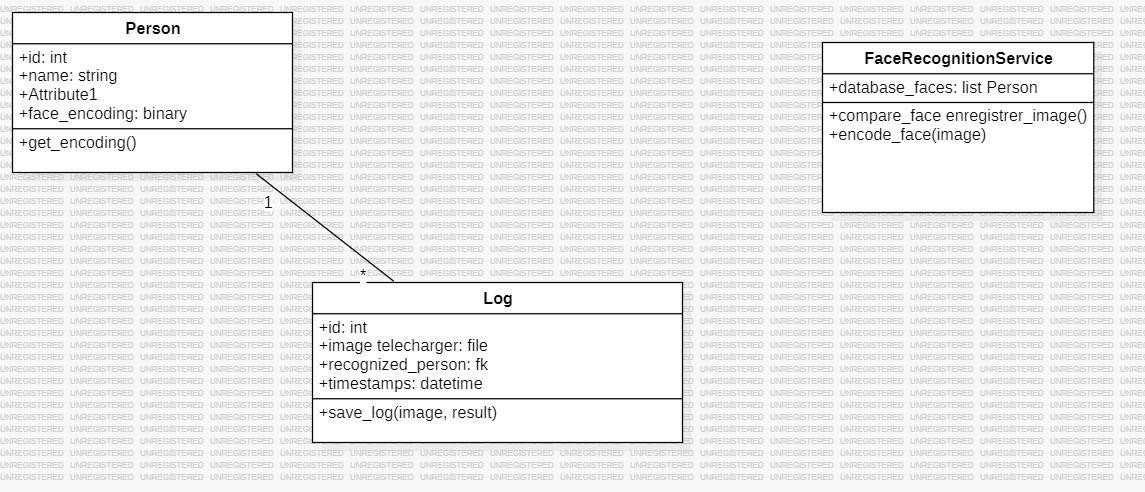 Person
+id: int
+name: string
+Attribute1
+face_encoding: binary
+get_encoding()
1
*
Log
+id: int
+image telecharger: file
+recognized_person: fk
+timestamps: datetime
+save_log(image, result)
FaceRecognitionService
+database_faces: list Person
+compare_face enregistrer_image()
+encode_face(image)
UNREGISTERED